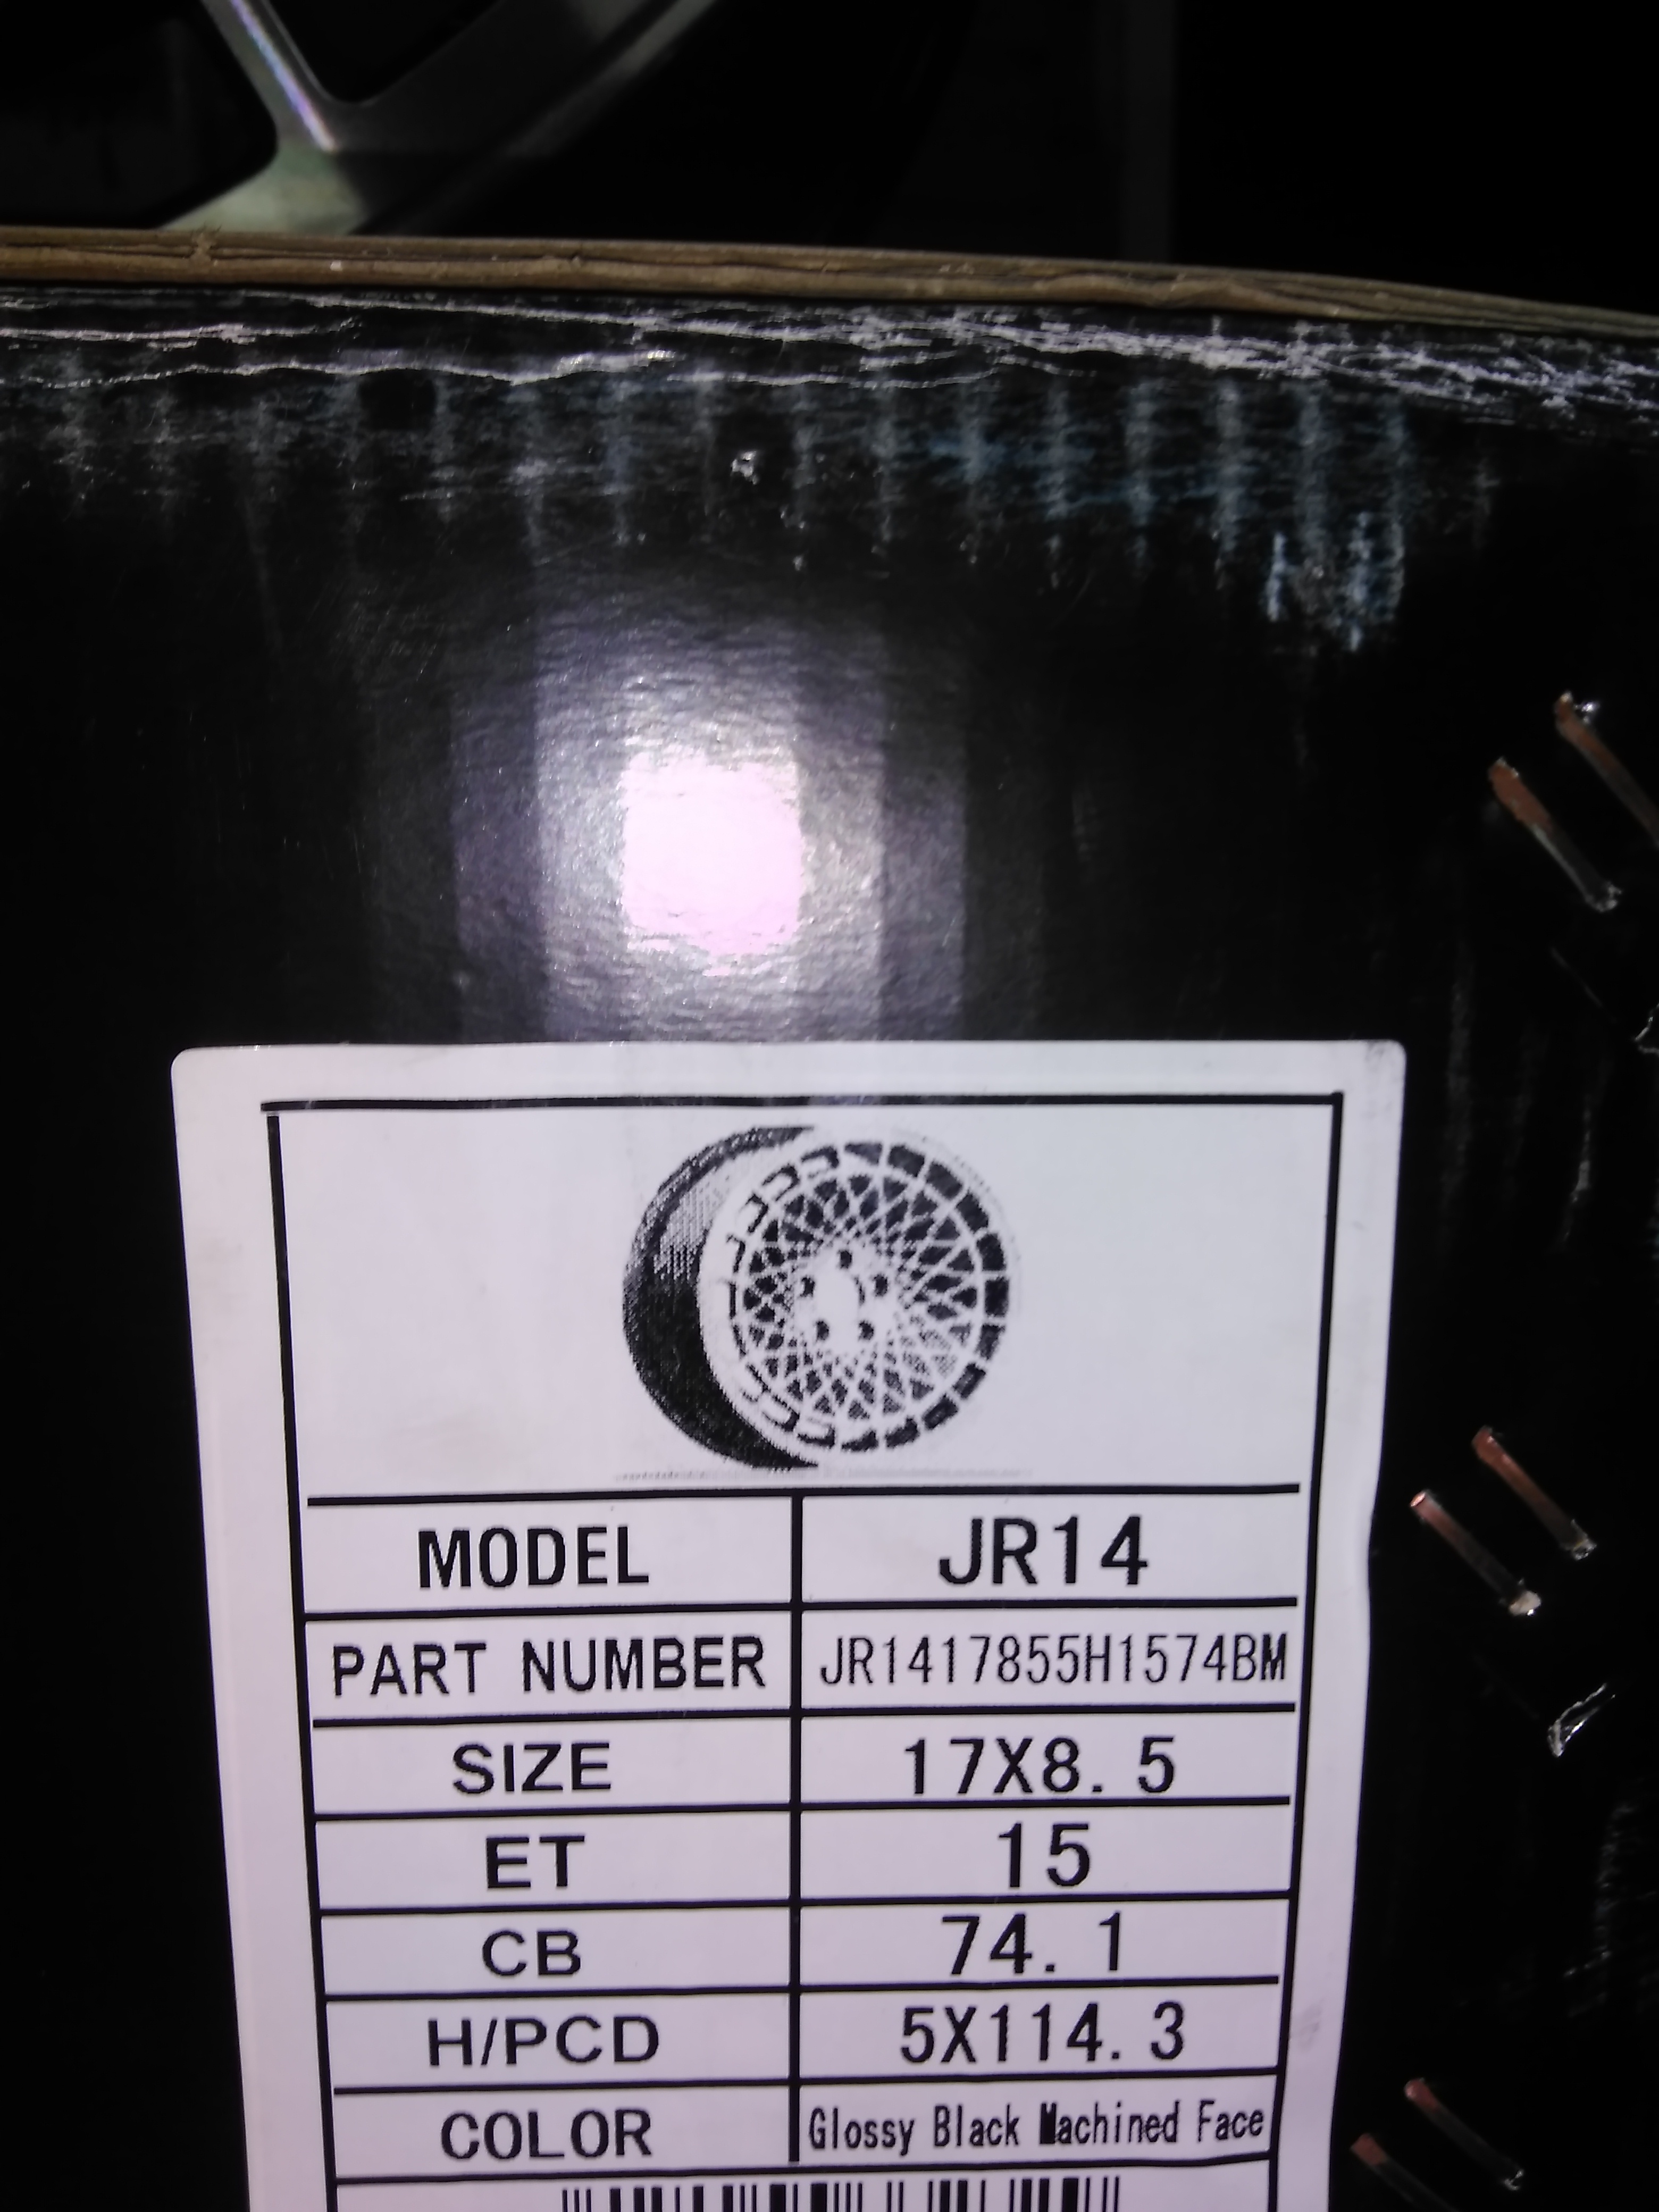 MODEL JR14
PART NUMBER JR1417855H1574BM
SIZE 17X8.5
ET 15
CB 74.1
H/PCD 5X114.3
COLOR Glossy Black Machined Face